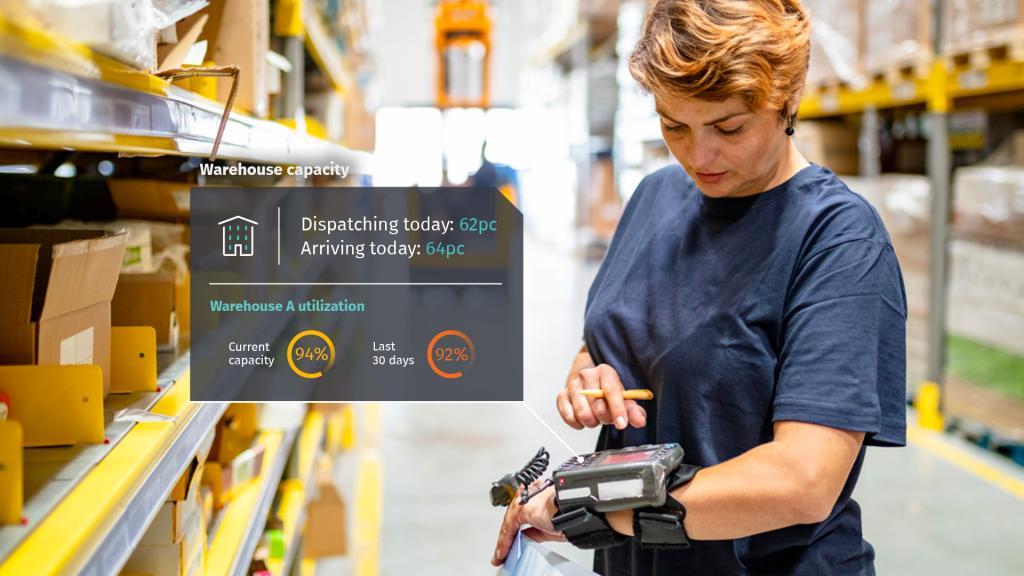 Warehouse capacity
Dispatching today: 62pc
Arriving today: 64pc
Warehouse A utilization
Current
capacity
94%
Last
30 days
92%